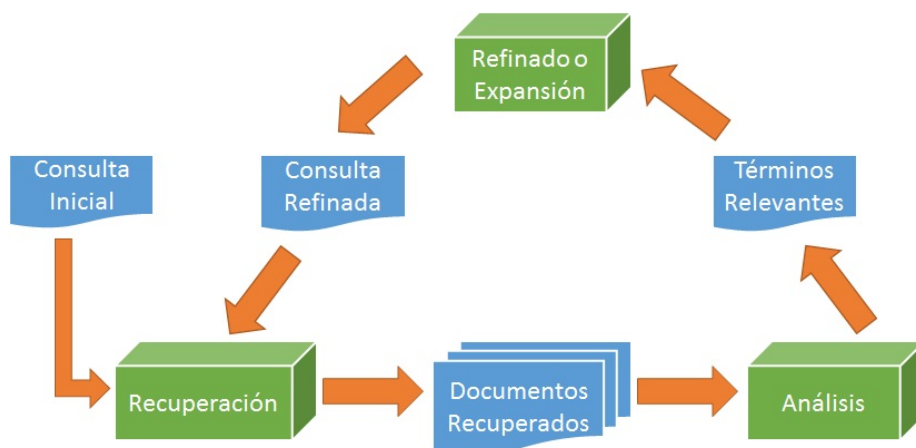 Refinado o
Expansión
Consulta
Inicial
Consulta
Refinada
Términos
Relevantes
Recuperación
Documentos
Recuperados
Análisis